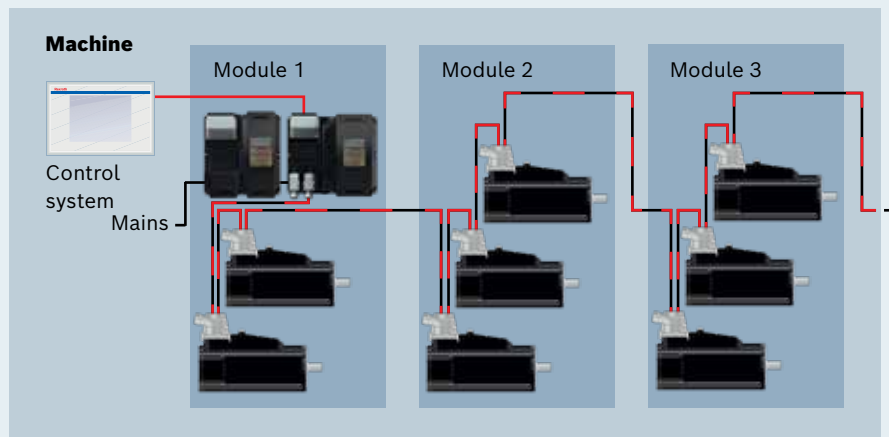 Machine
Module 1
Module 2
Module 3
Control
system
Mains